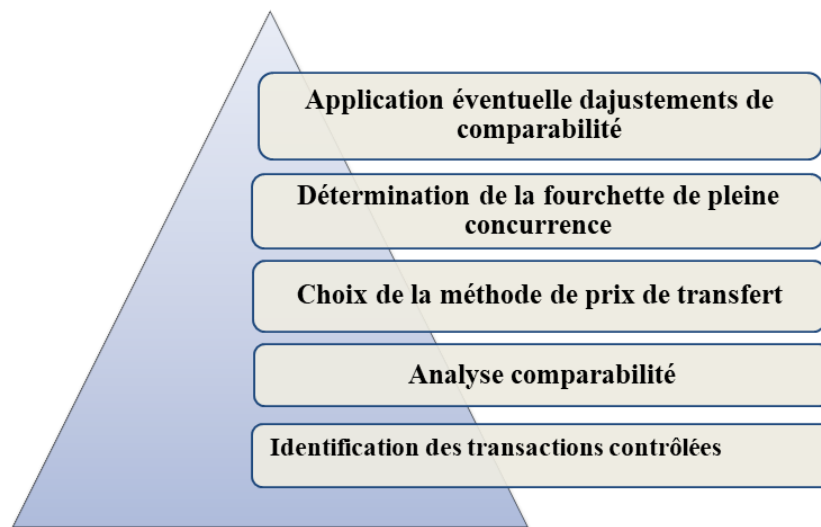 Application éventuelle dajustements de
comparabilité
Détermination de la fourchette de pleine
concurrence
Choix de la méthode de prix de transfert
Analyse comparabilité
Identification des transactions contrôlées